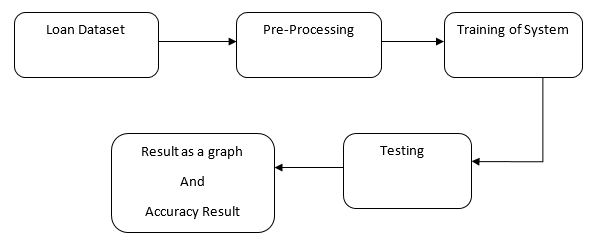 Loan Dataset
Pre-Processing
Training of System
Testing
Result as a graph
And
Accuracy Result